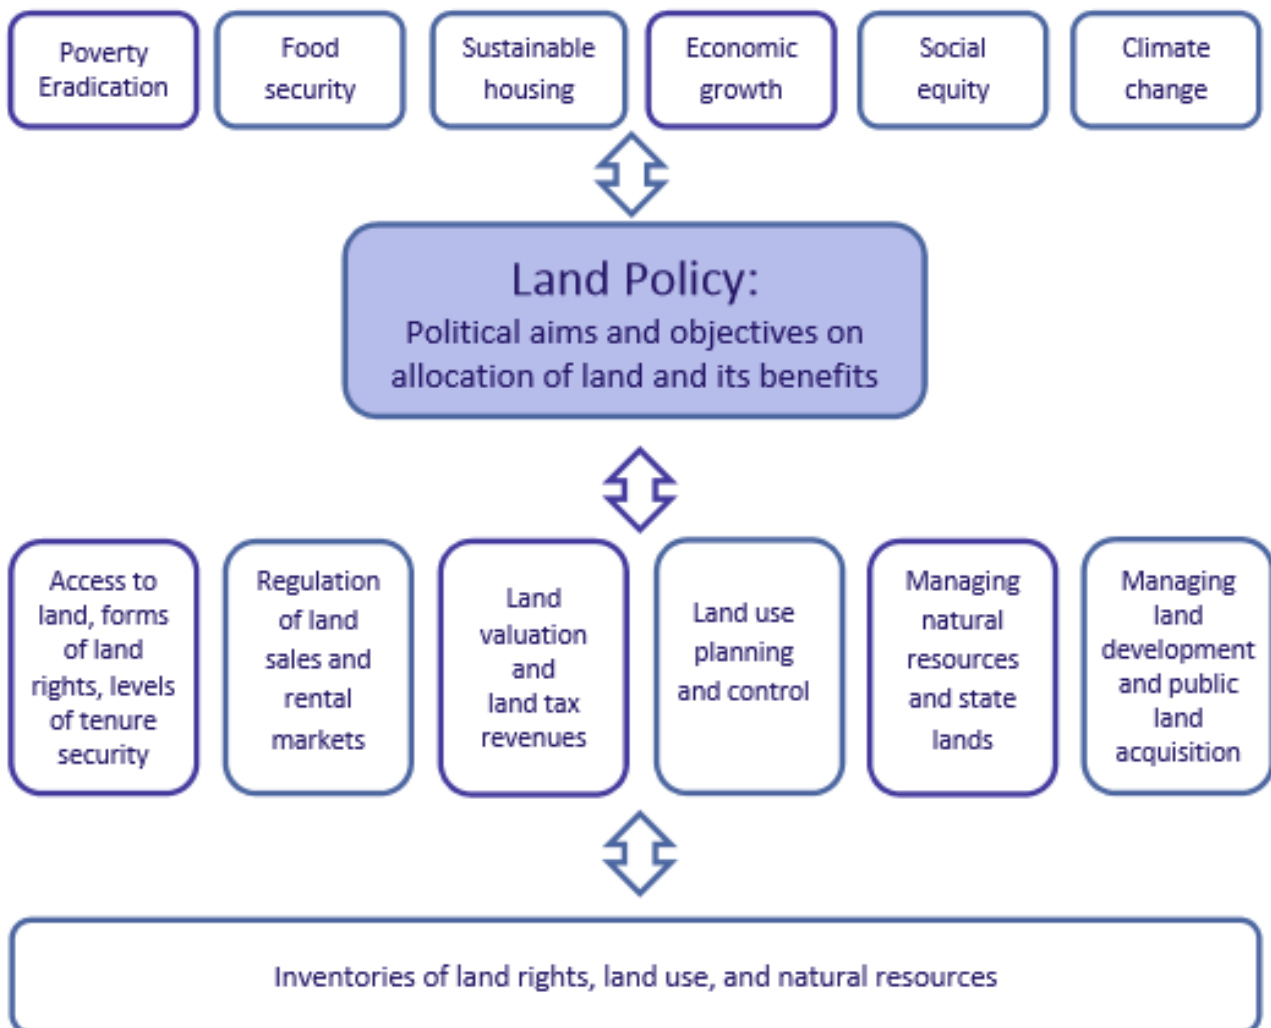 Poverty
Eradication
Food
security
Sustainable
housing
Economic
growth
Social
equity
Climate
change
Land Policy:
Political aims and objectives on
allocation of land and its benefits
Access to
land, forms
of land
rights, levels
of tenure
security
Regulation
of land
sales and
rental
markets
Land
valuation
and
land tax
revenues
Land use
planning
and control
Managing
natural
resources
and state
lands
Managing
land
development
and public
land
acquisition
Inventories of land rights, land use, and natural resources